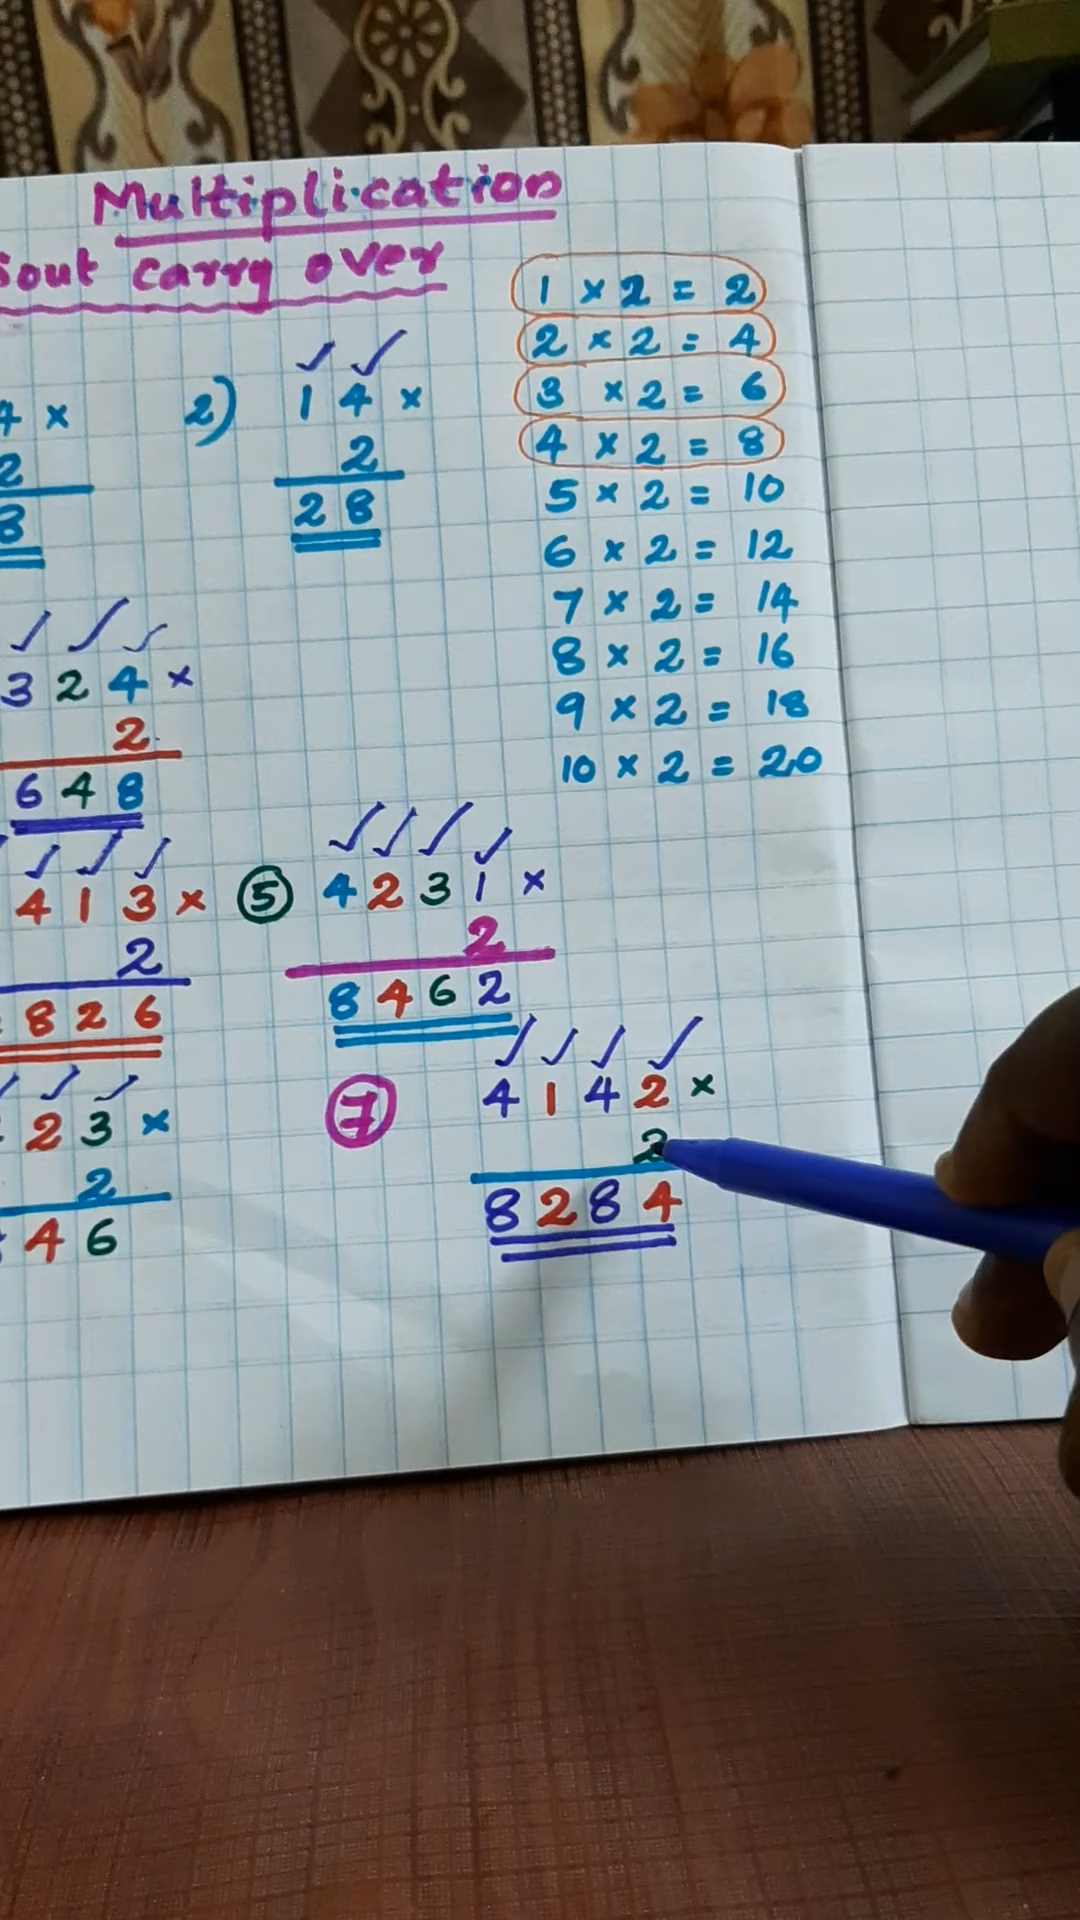 Multiplication
sout carry over
1 × 2 = 2
2 × 2 = 4
3 × 2 = 6
4 × 2 = 8
5 × 2 = 10
6 × 2 = 12
7 × 2 = 14
8 × 2 = 16
9 × 2 = 18
10 × 2 = 20
4 ×
2
8
2) 14 ×
2
28
324 ×
2
648
413 ×
2
826
5 4231 ×
2
8462
23 ×
2
46
7 4142 ×
2
8284